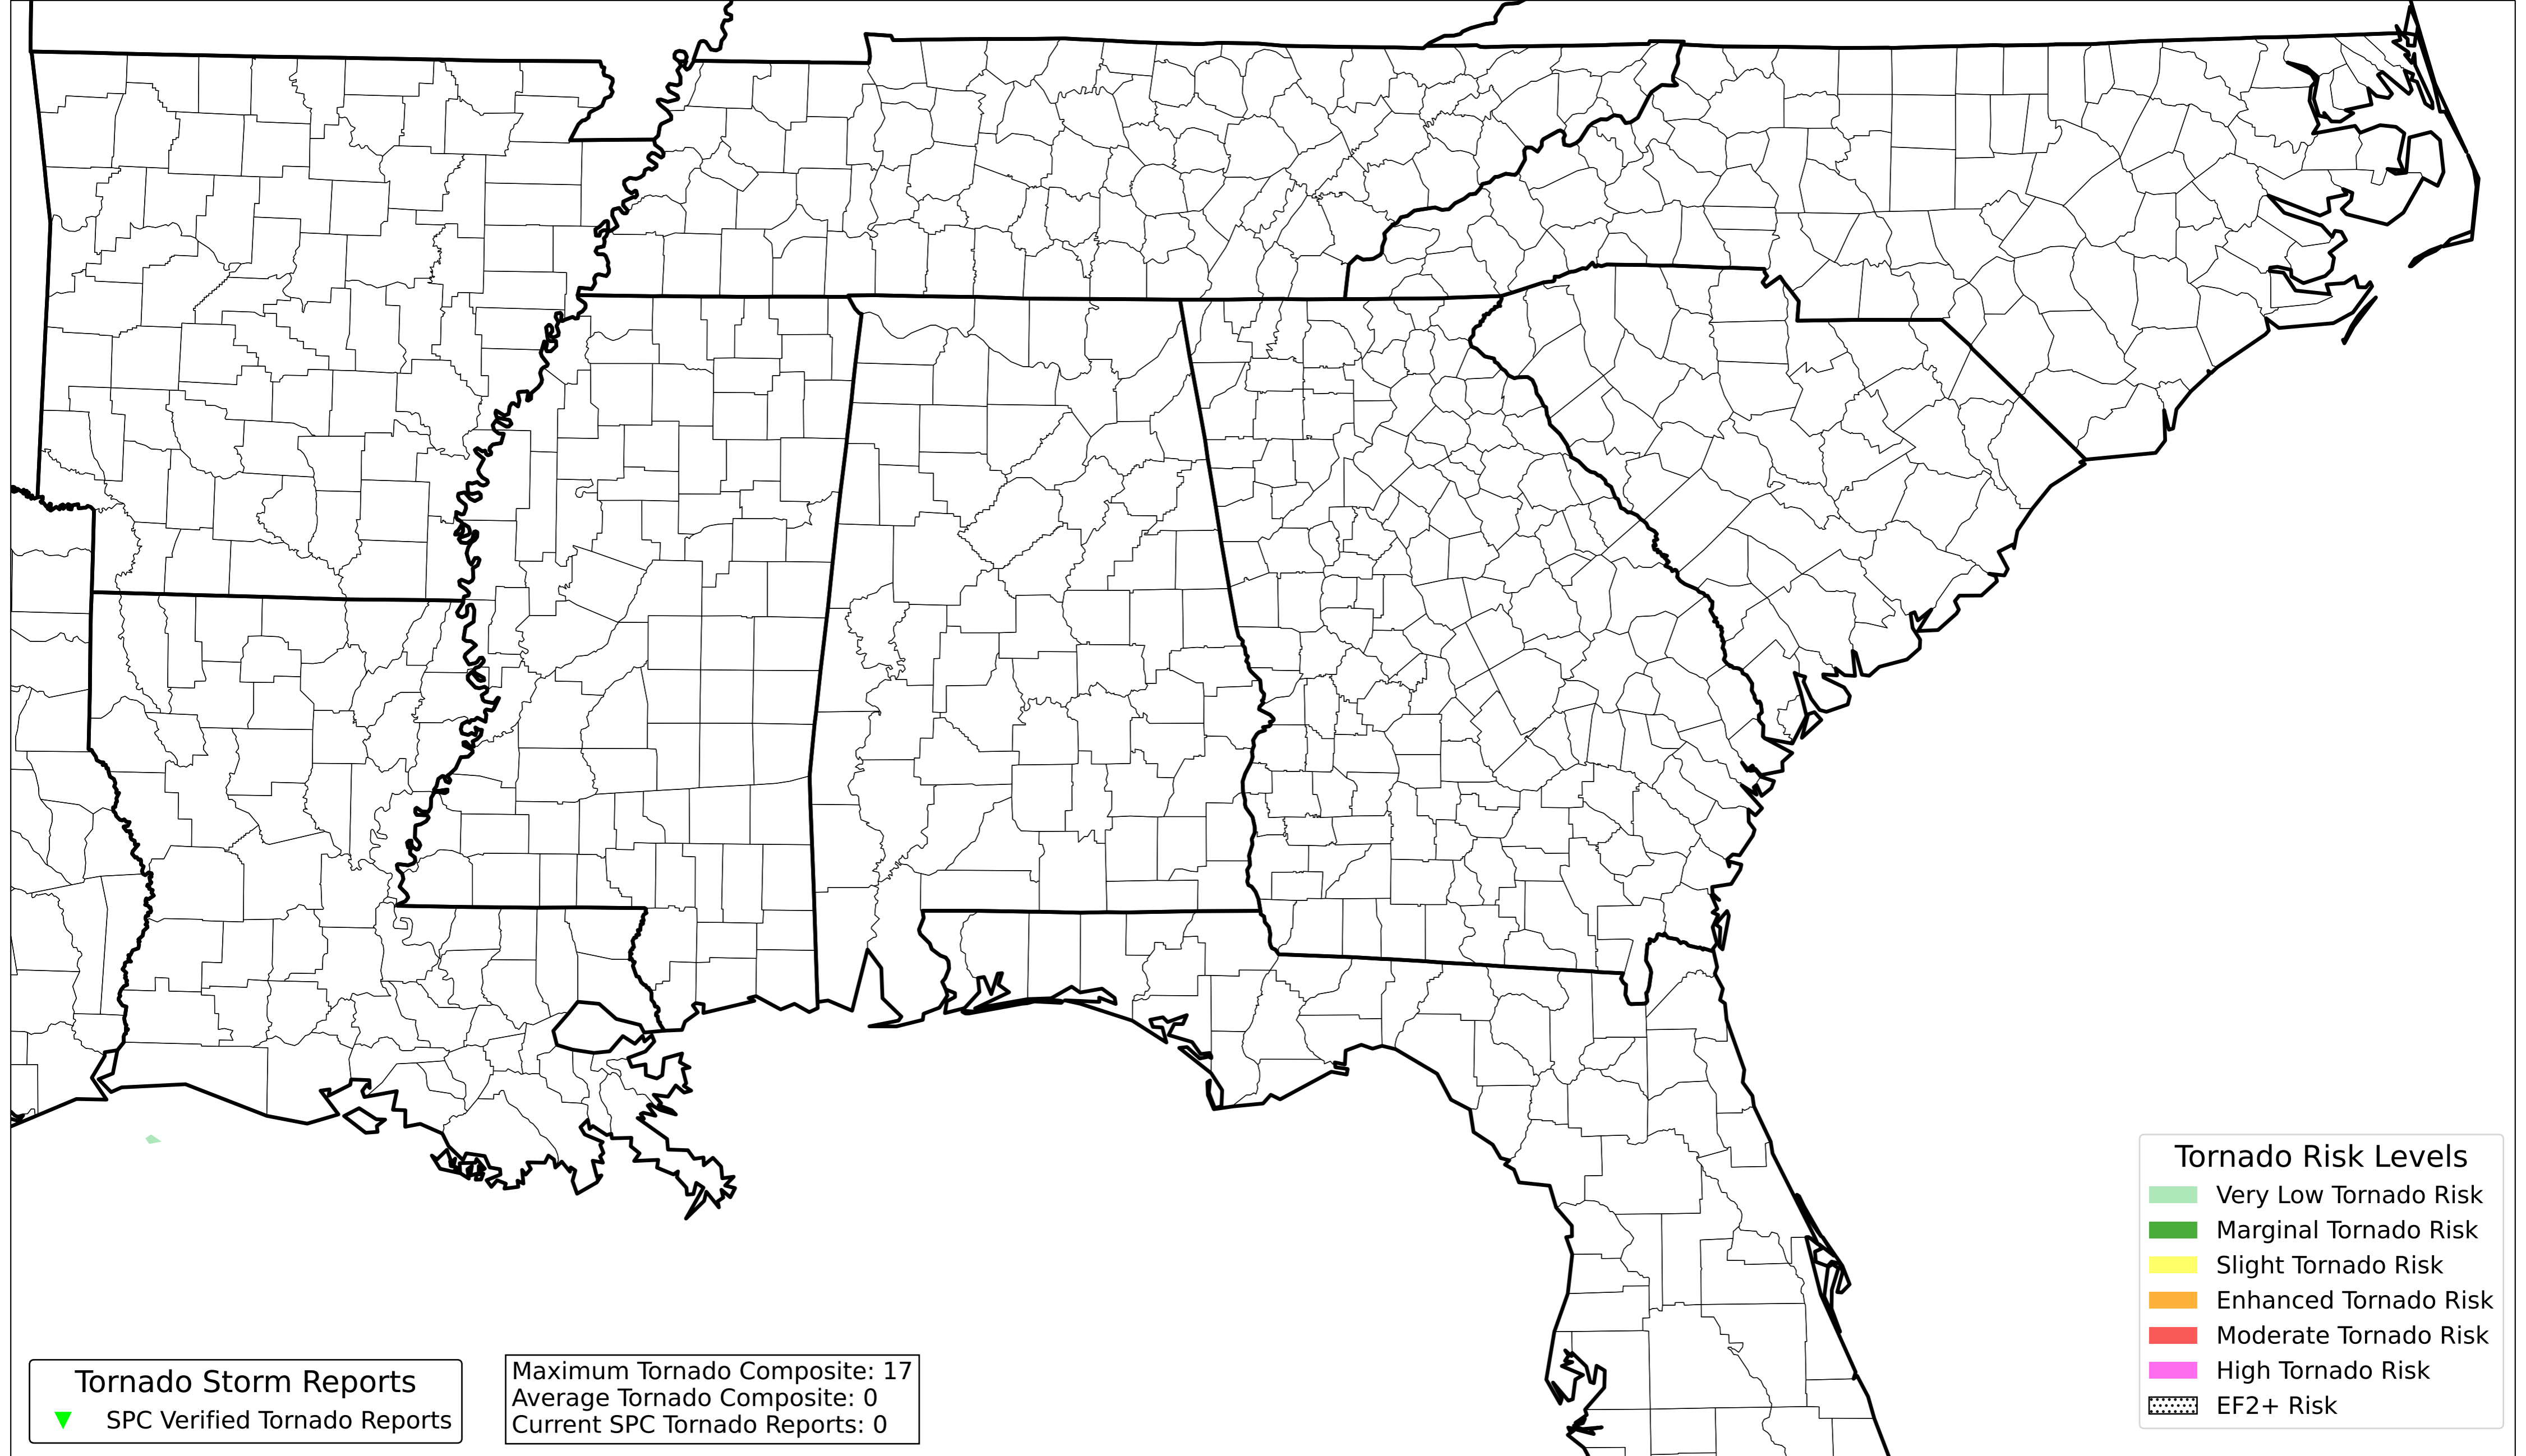 Tornado Risk Levels
Very Low Tornado Risk
Marginal Tornado Risk
Slight Tornado Risk
Enhanced Tornado Risk
Moderate Tornado Risk
High Tornado Risk
EF2+ Risk
Tornado Storm Reports
SPC Verified Tornado Reports
Maximum Tornado Composite: 17
Average Tornado Composite: 0
Current SPC Tornado Reports: 0